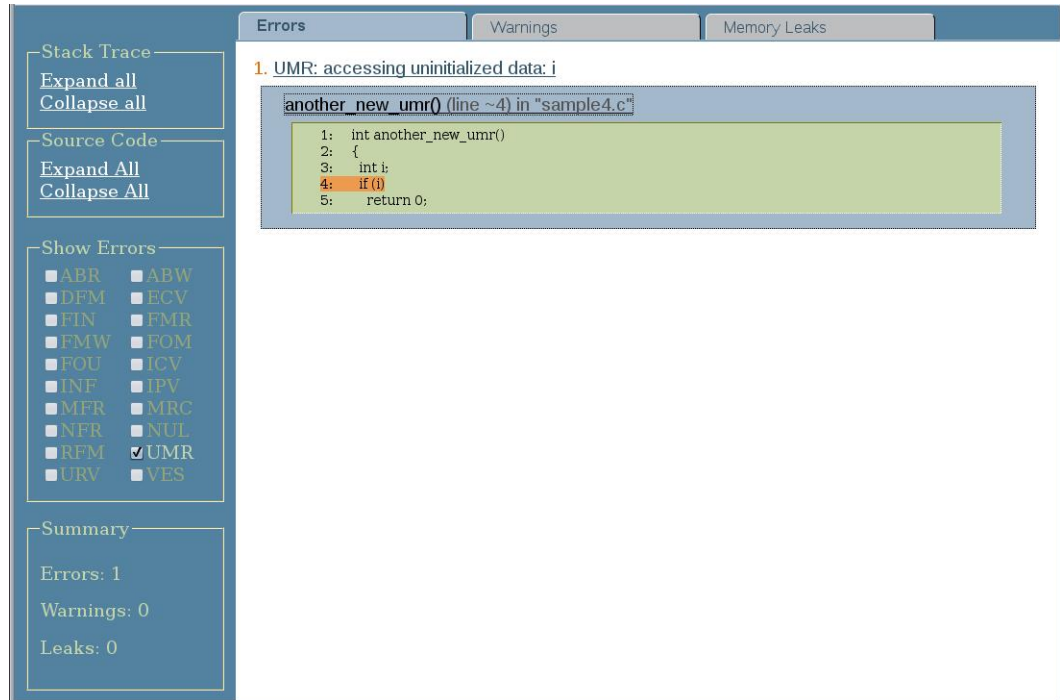 Errors
Warnings
Memory Leaks
Stack Trace
Expand all
Collapse all
Source Code
Expand All
Collapse All
Show Errors
ABR ABW
DFM ECV
FIN FMR
FMW FOM
FOU ICV
INF IPV
MFR MRC
NFR NUL
RFM UMR
URV VES
Summary
Errors: 1
Warnings: 0
Leaks: 0
1. UMR: accessing uninitialized data: i
another_new_umr() (line ~4) in "sample4.c"
1: int another_new_umr()
2: {
3: int i;
4: if (i)
5: return 0;